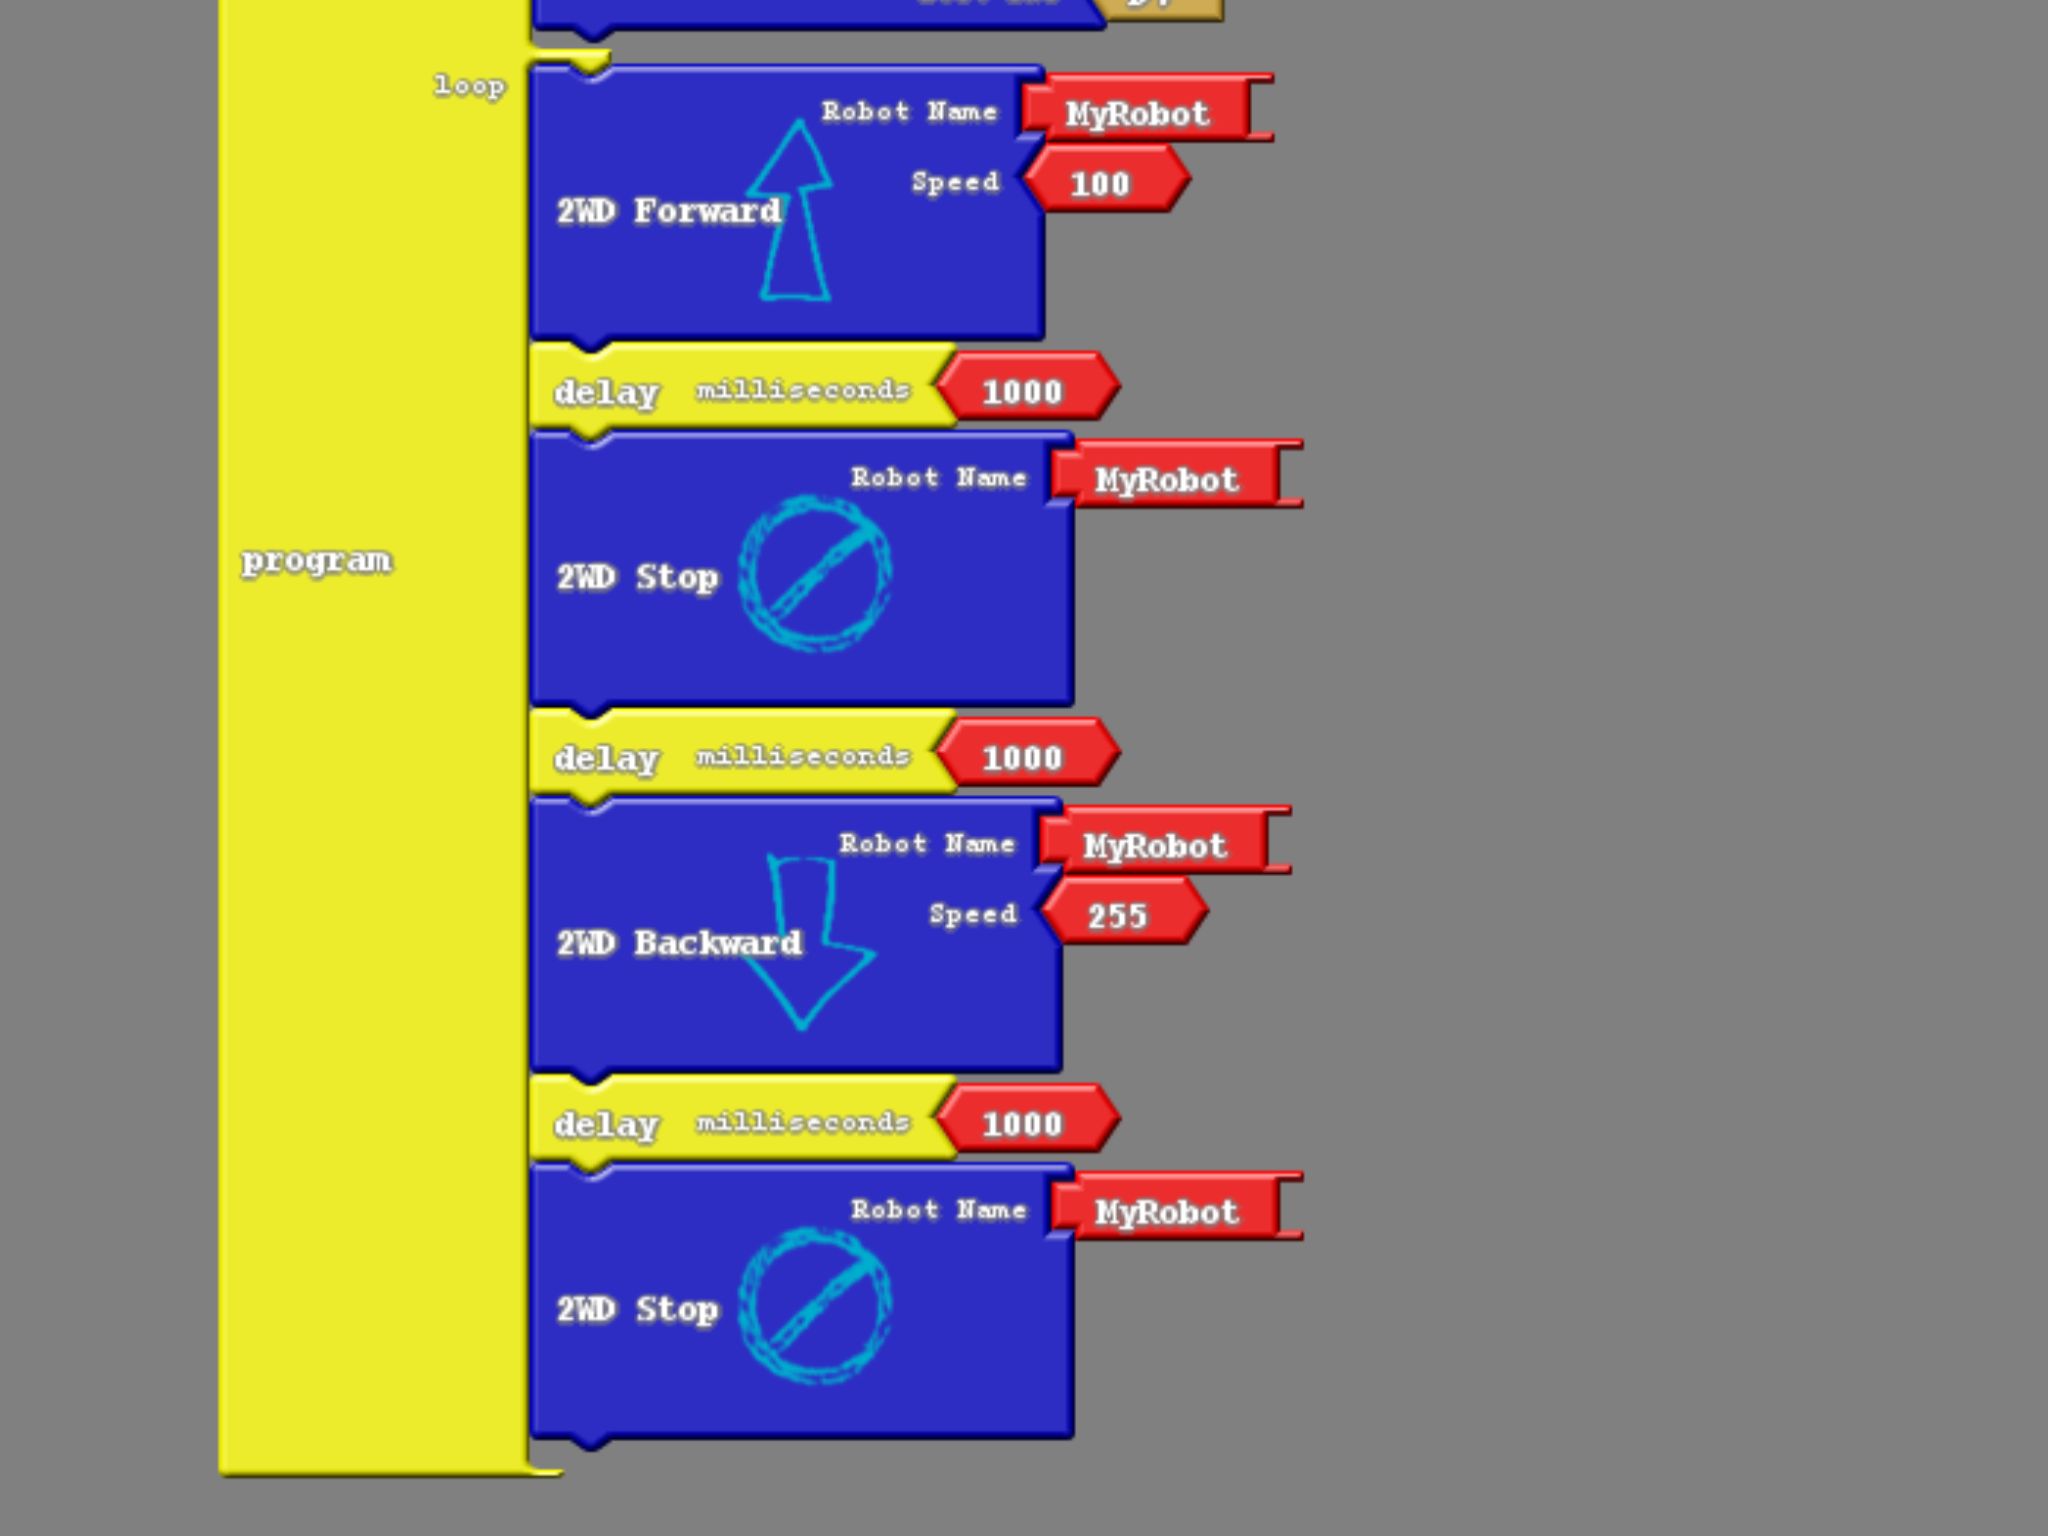 loop
Robot Name MyRobot
Speed 100
2WD Forward
delay milliseconds 1000
Robot Name MyRobot
program
2WD Stop
delay milliseconds 1000
Robot Name MyRobot
Speed 255
2WD Backward
delay milliseconds 1000
Robot Name MyRobot
2WD Stop